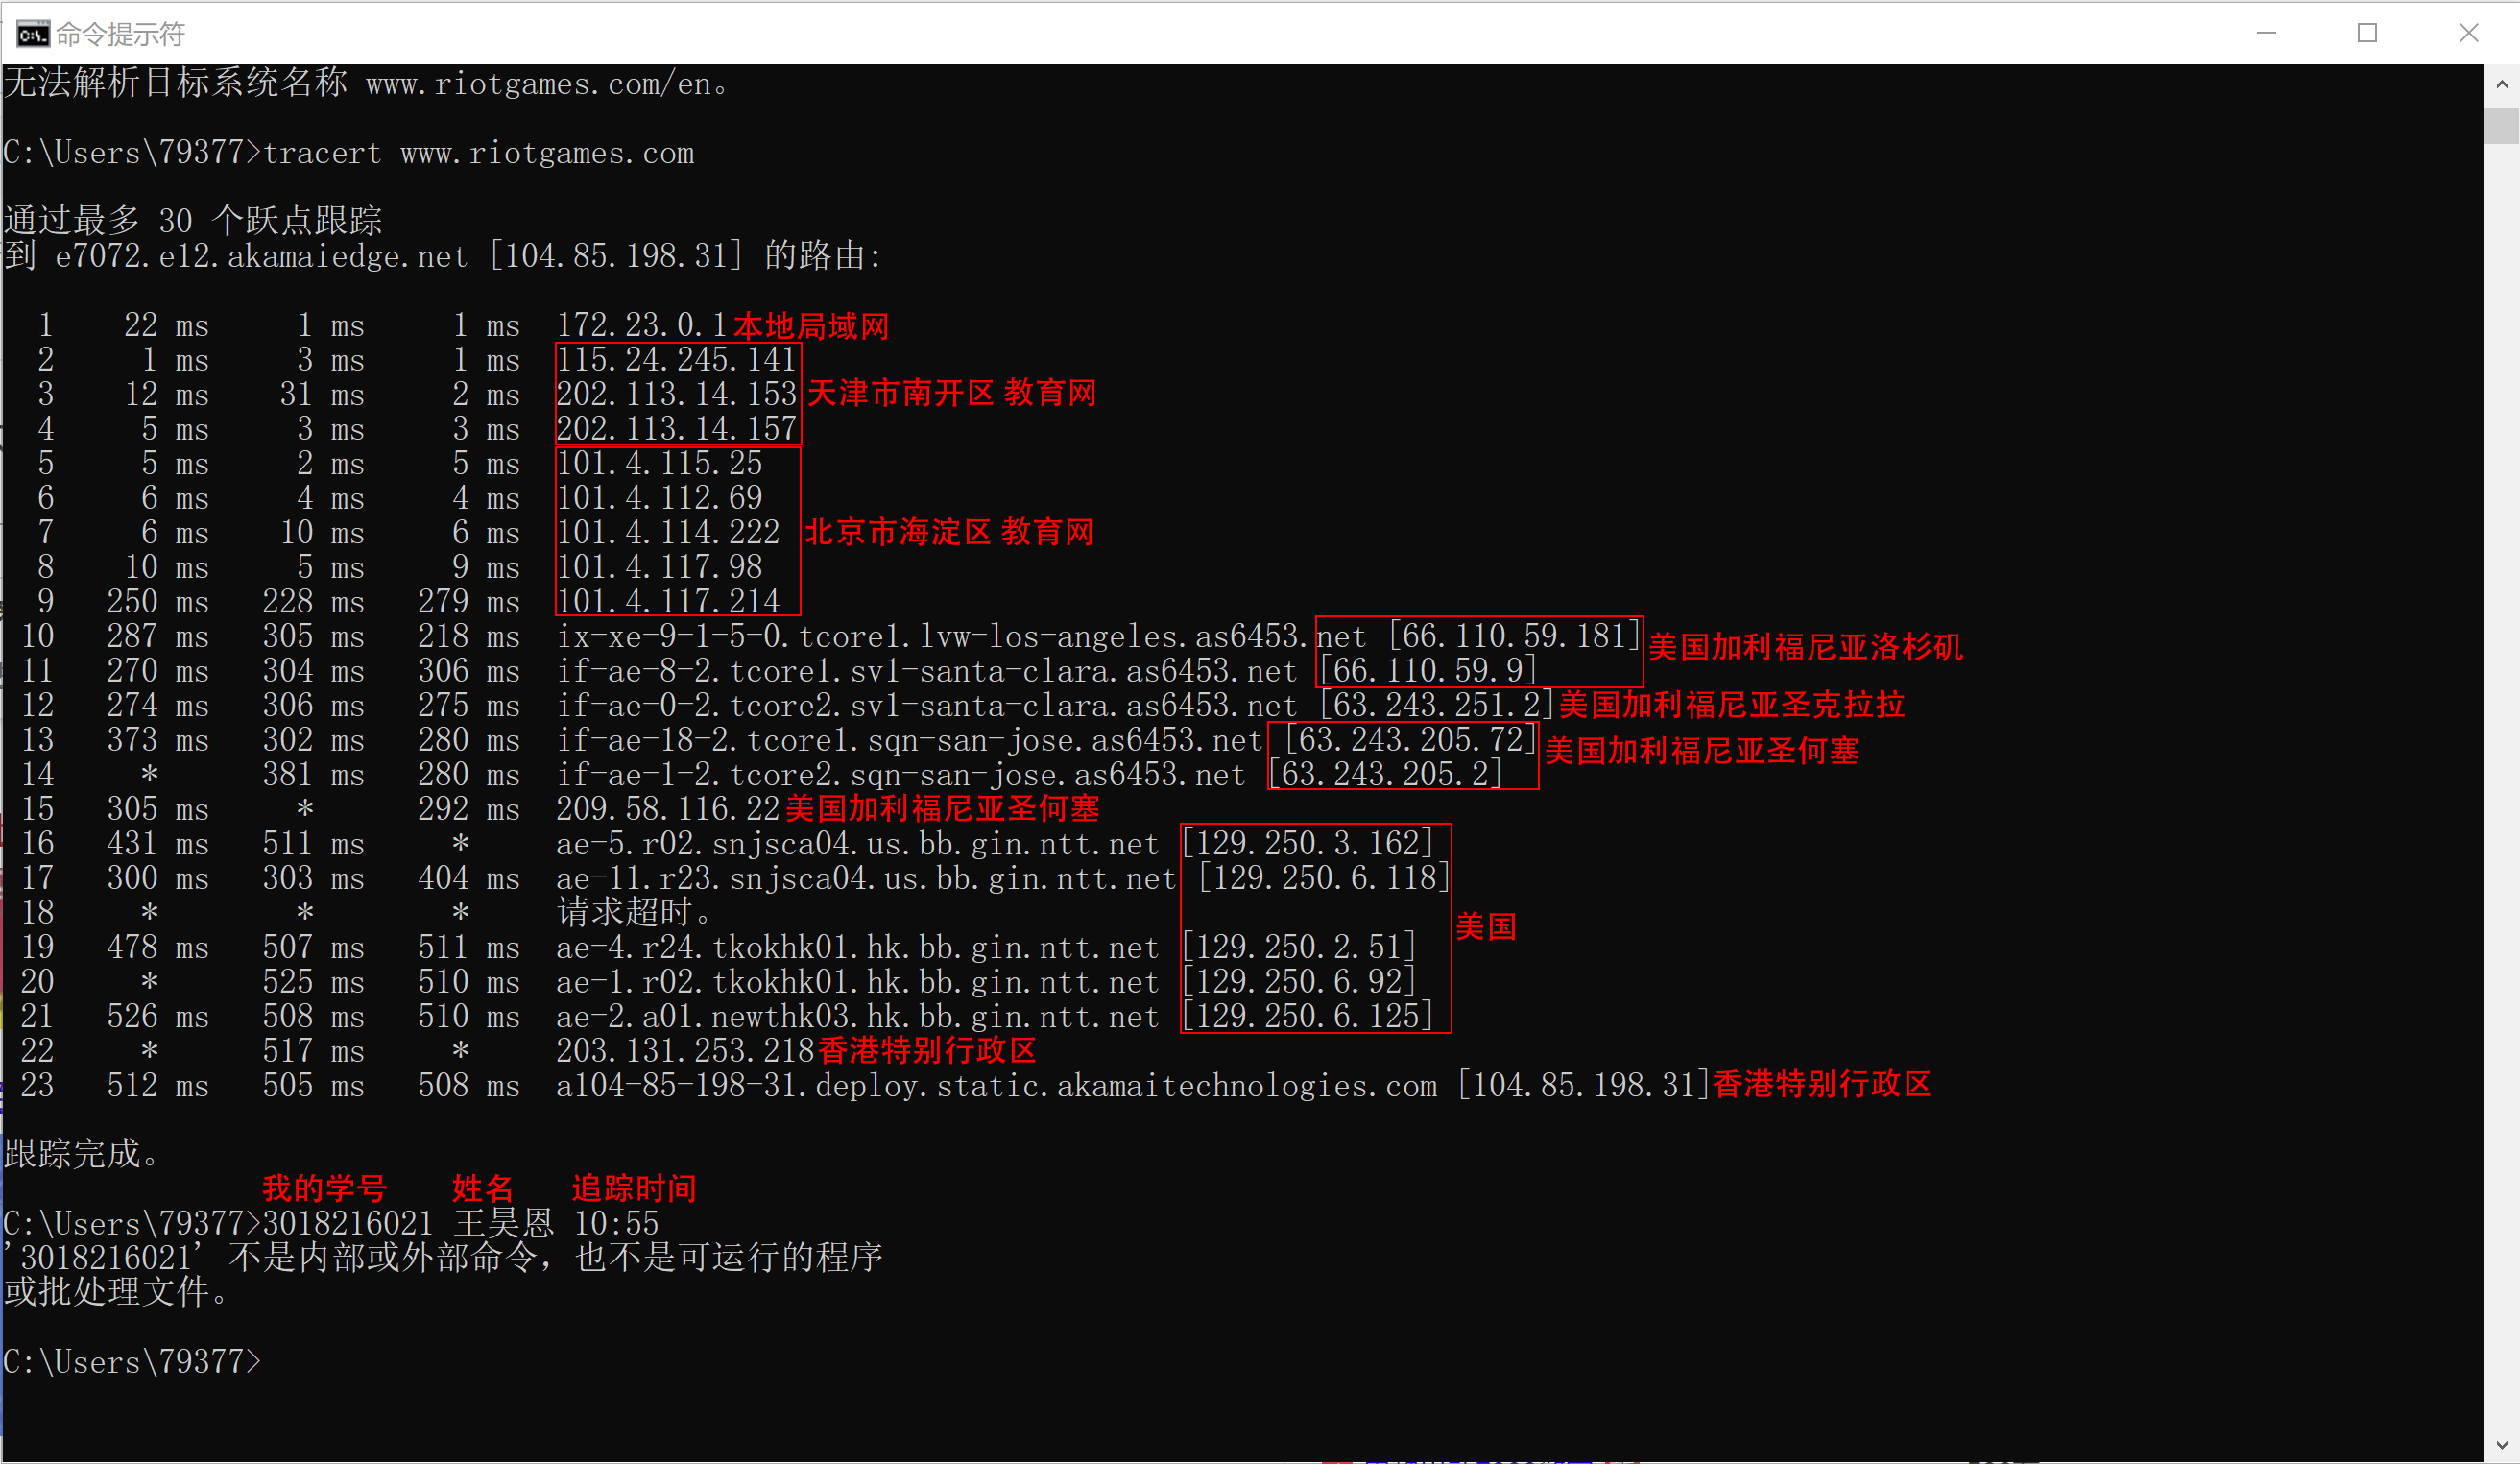 命令提示符
无法解析目标系统名称 www.riotgames.com/en。
C:\Users\79377>tracert www.riotgames.com
通过最多 30 个跃点跟踪
到 e7072.e12.akamaiedge.net [104.85.198.31] 的路由:
1 22 ms 1 ms 1 ms 172.23.0.1 本地局域网
2 1 ms 3 ms 1 ms 115.24.245.141
3 12 ms 31 ms 2 ms 202.113.14.153 天津市南开区 教育网
4 5 ms 3 ms 3 ms 202.113.14.157
5 5 ms 2 ms 5 ms 101.4.115.25
6 6 ms 4 ms 4 ms 101.4.112.69
7 6 ms 10 ms 6 ms 101.4.114.222 北京市海淀区 教育网
8 10 ms 5 ms 9 ms 101.4.117.98
9 250 ms 228 ms 279 ms 101.4.117.214
10 287 ms 305 ms 218 ms ix-xe-9-1-5-0.tcore1.lvw-los-angeles.as6453.net [66.110.59.181] 美国加利福尼亚洛杉矶
11 270 ms 304 ms 306 ms if-ae-8-2.tcore1.sv1-santa-clara.as6453.net [66.110.59.9]
12 274 ms 306 ms 275 ms if-ae-0-2.tcore2.sv1-santa-clara.as6453.net [63.243.251.2] 美国加利福尼亚圣克拉拉
13 373 ms 302 ms 280 ms if-ae-18-2.tcore1.sqn-san-jose.as6453.net [63.243.205.72] 美国加利福尼亚圣何塞
14 * 381 ms 280 ms if-ae-1-2.tcore2.sqn-san-jose.as6453.net [63.243.205.2]
15 305 ms * 292 ms 209.58.116.22 美国加利福尼亚圣何塞
16 431 ms 511 ms * ae-5.r02.snjsca04.us.bb.gin.ntt.net [129.250.3.162]
17 300 ms 303 ms 404 ms ae-11.r23.snjsca04.us.bb.gin.ntt.net [129.250.6.118]
18 * * * 请求超时。 美国
19 478 ms 507 ms 511 ms ae-4.r24.tkokhk01.hk.bb.gin.ntt.net [129.250.2.51]
20 * 525 ms 510 ms ae-1.r02.tkokhk01.hk.bb.gin.ntt.net [129.250.6.92]
21 526 ms 508 ms 510 ms ae-2.a01.newthk03.hk.bb.gin.ntt.net [129.250.6.125]
22 * 517 ms * 203.131.253.218 香港特别行政区
23 512 ms 505 ms 508 ms a104-85-198-31.deploy.static.akamaitechnologies.com [104.85.198.31] 香港特别行政区
跟踪完成。
我的学号 姓名 追踪时间
C:\Users\79377>3018216021 王昊恩 10:55
'3018216021' 不是内部或外部命令，也不是可运行的程序
或批处理文件。
C:\Users\79377>